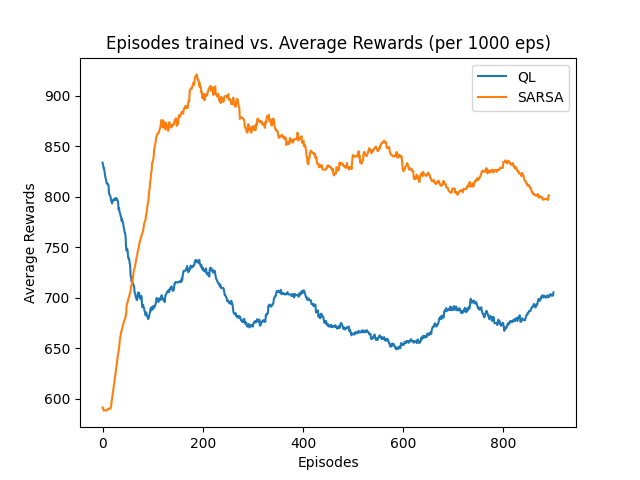 Episodes trained vs. Average Rewards (per 1000 eps)
QL
SARSA
Average Rewards
900
850
800
750
700
650
600
0 200 400 600 800
Episodes